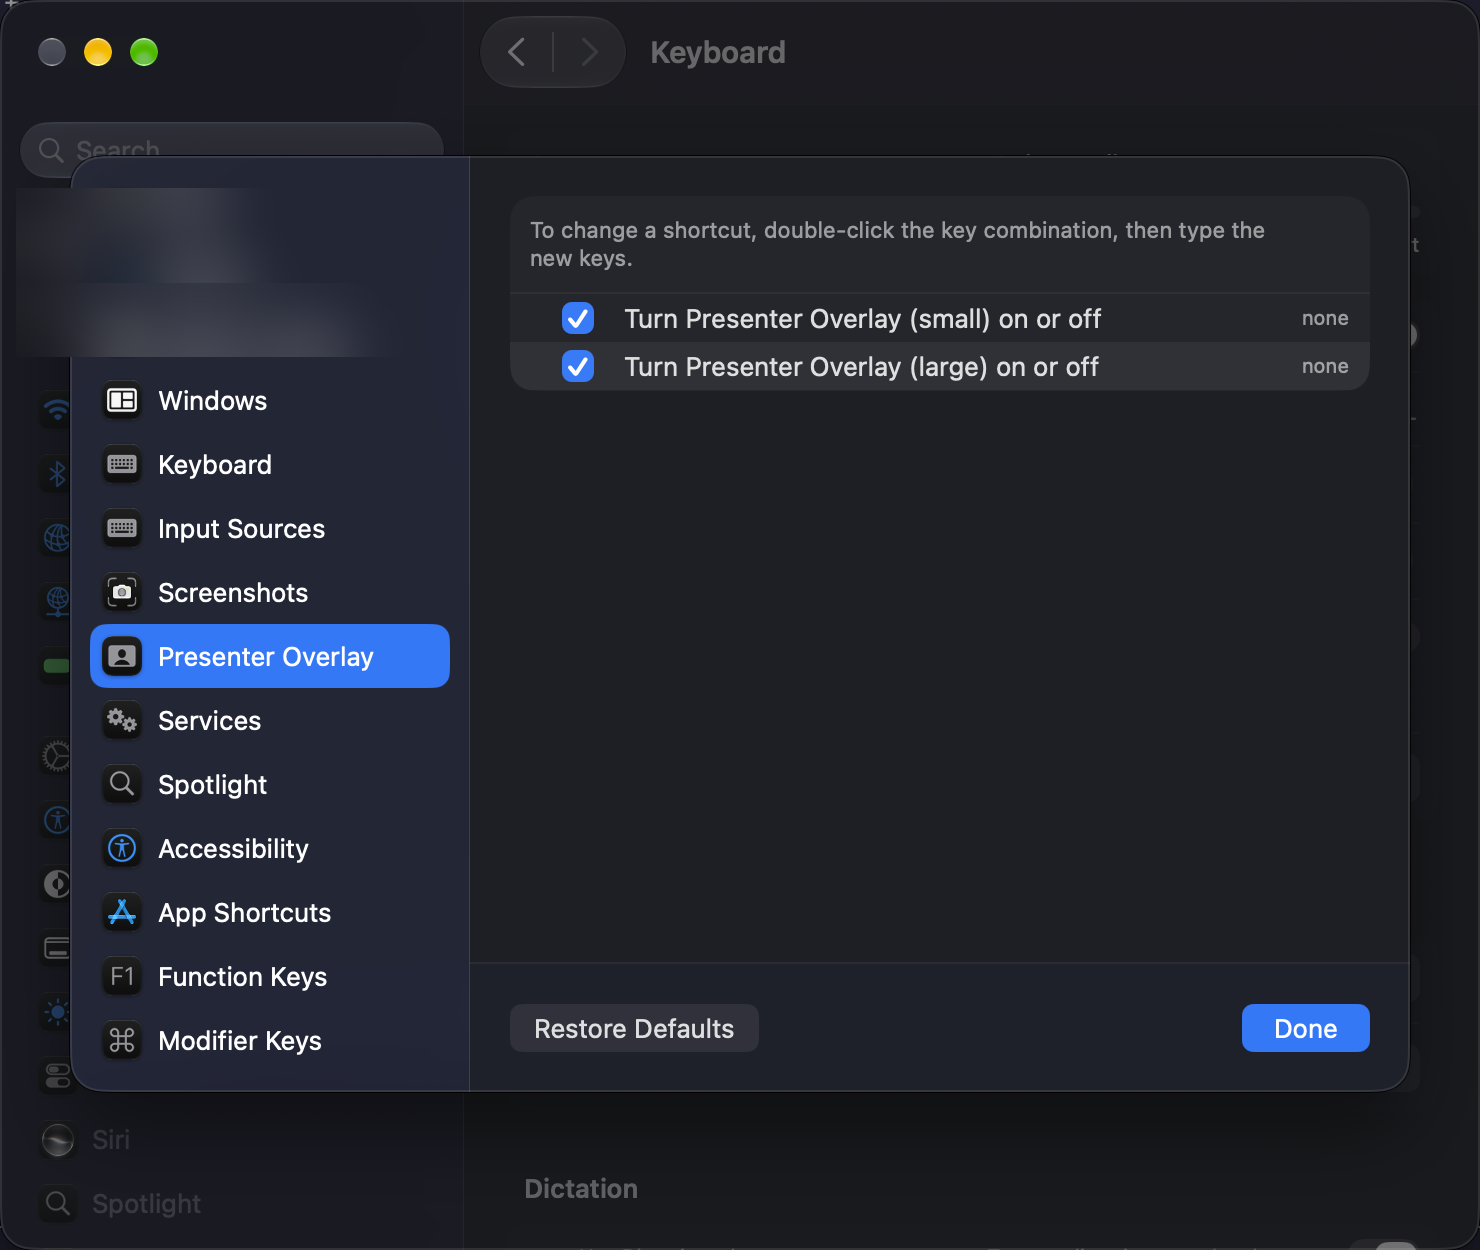 Keyboard
Search
To change a shortcut, double-click the key combination, then type the
new keys.
Turn Presenter Overlay (small) on or off none
Turn Presenter Overlay (large) on or off none
Windows
Keyboard
Input Sources
Screenshots
Presenter Overlay
Services
Spotlight
Accessibility
App Shortcuts
F1 Function Keys
Modifier Keys
Restore Defaults
Done
Siri
Spotlight
Dictation